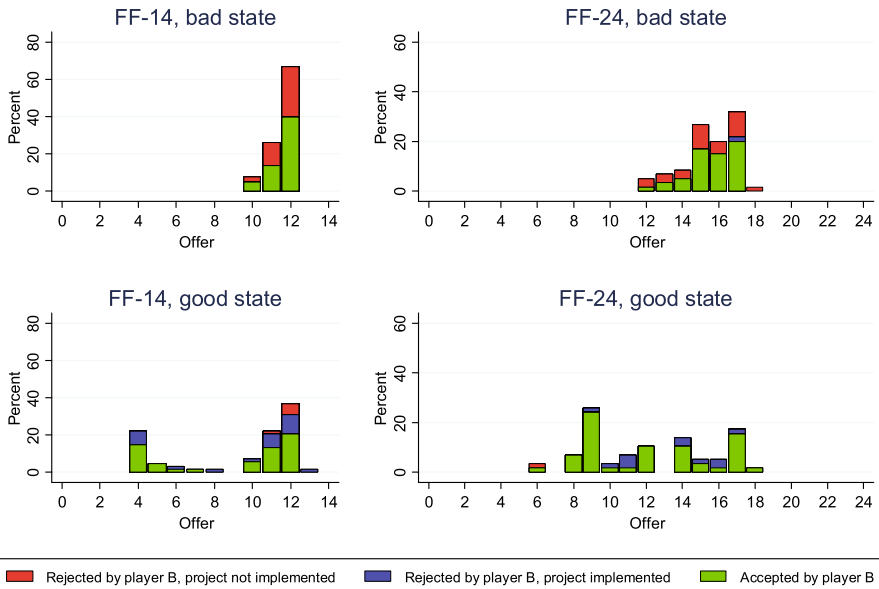 FF-14, bad state
Percent
80
60
40
20
0
0 2 4 6 8 10 12 14
Offer
FF-24, bad state
Percent
60
40
20
0
0 2 4 6 8 10 12 14 16 18 20 22 24
Offer
FF-14, good state
Percent
80
60
40
20
0
0 2 4 6 8 10 12 14
Offer
FF-24, good state
Percent
60
40
20
0
0 2 4 6 8 10 12 14 16 18 20 22 24
Offer
Rejected by player B, project not implemented
Rejected by player B, project implemented
Accepted by player B